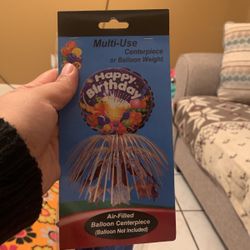 Multi-Use
Centerpiece
or Balloon Weight
Happy
Birthday
Air-Filled
Balloon Centerpiece
(Balloon Not Included)